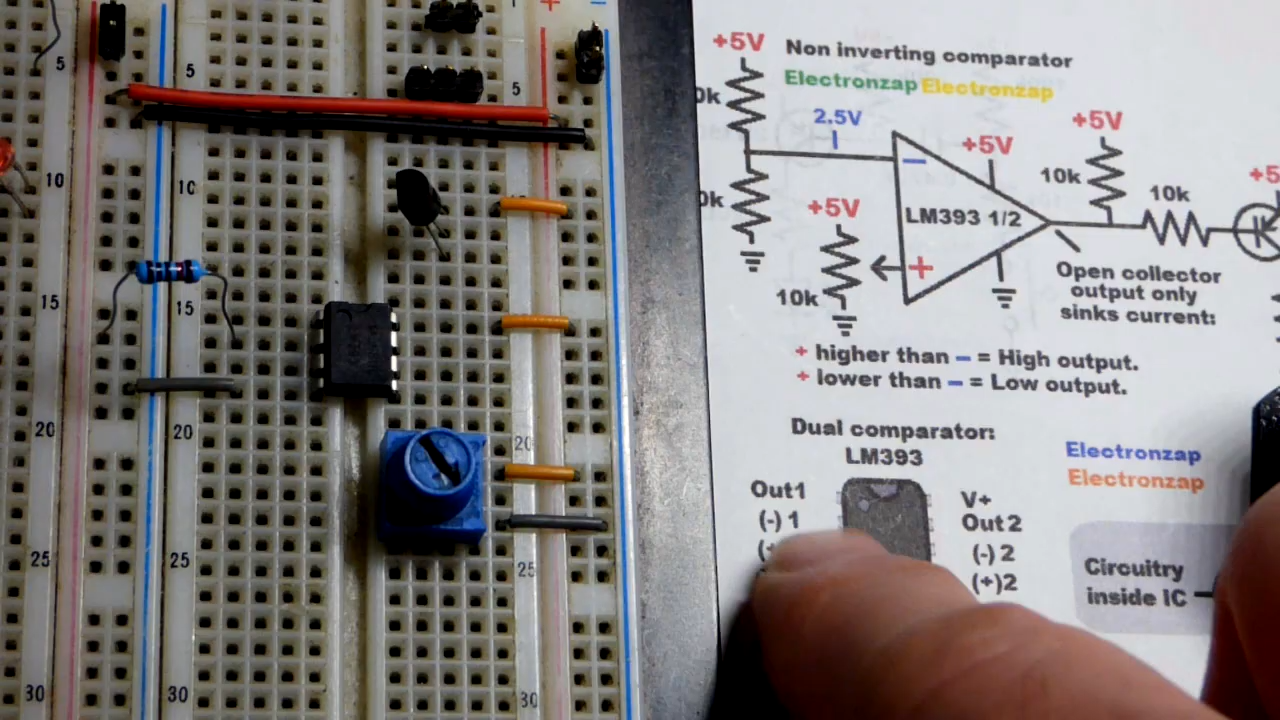 5
10
15
20
25
30
5
10
15
20
25
30
+ −
5
20
25
30
+5V
Non inverting comparator
Electronzap Electronzap
2.5V
+5V
+5V
10k
10k
+5V
−
LM393 1/2
+
10k
Open collector
output only
sinks current:
+ higher than − = High output.
+ lower than − = Low output.
Dual comparator:
LM393
Out1
(-) 1
V+
Out 2
(-) 2
(+)2
Electronzap
Electronzap
Circuitry
inside IC